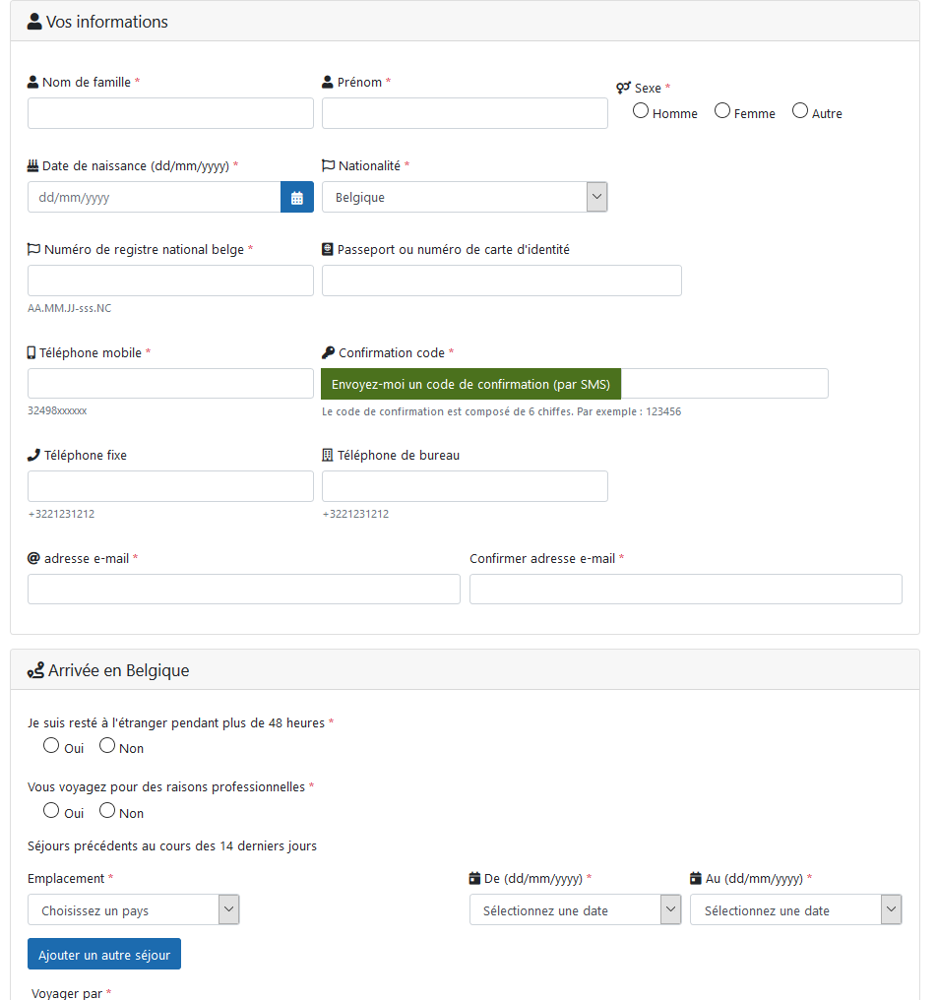 Vos informations
Nom de famille *
Prénom *
Sexe *
Homme Femme Autre
Date de naissance (dd/mm/yyyy) *
Nationalité *
dd/mm/yyyy
Belgique
Numéro de registre national belge *
Passeport ou numéro de carte d'identité
AA.MM.JJ-sss.NC
Téléphone mobile *
Confirmation code *
Envoyez-moi un code de confirmation (par SMS)
32498xxxxxx
Le code de confirmation est composé de 6 chiffes. Par exemple : 123456
Téléphone fixe
Téléphone de bureau
+3221231212
+3221231212
adresse e-mail *
Confirmer adresse e-mail *
Arrivée en Belgique
Je suis resté à l'étranger pendant plus de 48 heures *
Oui Non
Vous voyagez pour des raisons professionnelles *
Oui Non
Séjours précédents au cours des 14 derniers jours
Emplacement *
De (dd/mm/yyyy) *
Au (dd/mm/yyyy) *
Choisissez un pays
Sélectionnez une date
Sélectionnez une date
Ajouter un autre séjour
Voyager par *